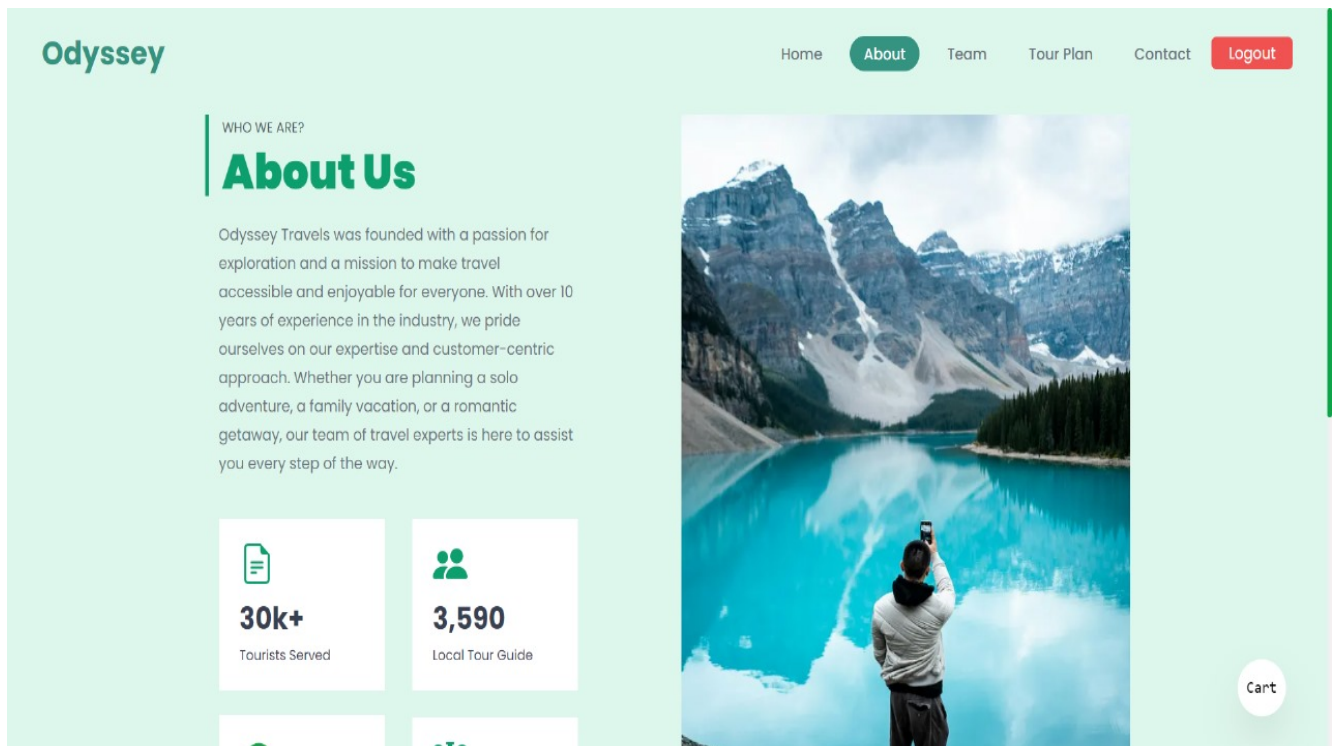 Odyssey
Home About Team Tour Plan Contact Logout
WHO WE ARE?
About Us
Odyssey Travels was founded with a passion for
exploration and a mission to make travel
accessible and enjoyable for everyone. With over 10
years of experience in the industry, we pride
ourselves on our expertise and customer-centric
approach. Whether you are planning a solo
adventure, a family vacation, or a romantic
getaway, our team of travel experts is here to assist
you every step of the way.
30k+
Tourists Served
3,590
Local Tour Guide
Cart